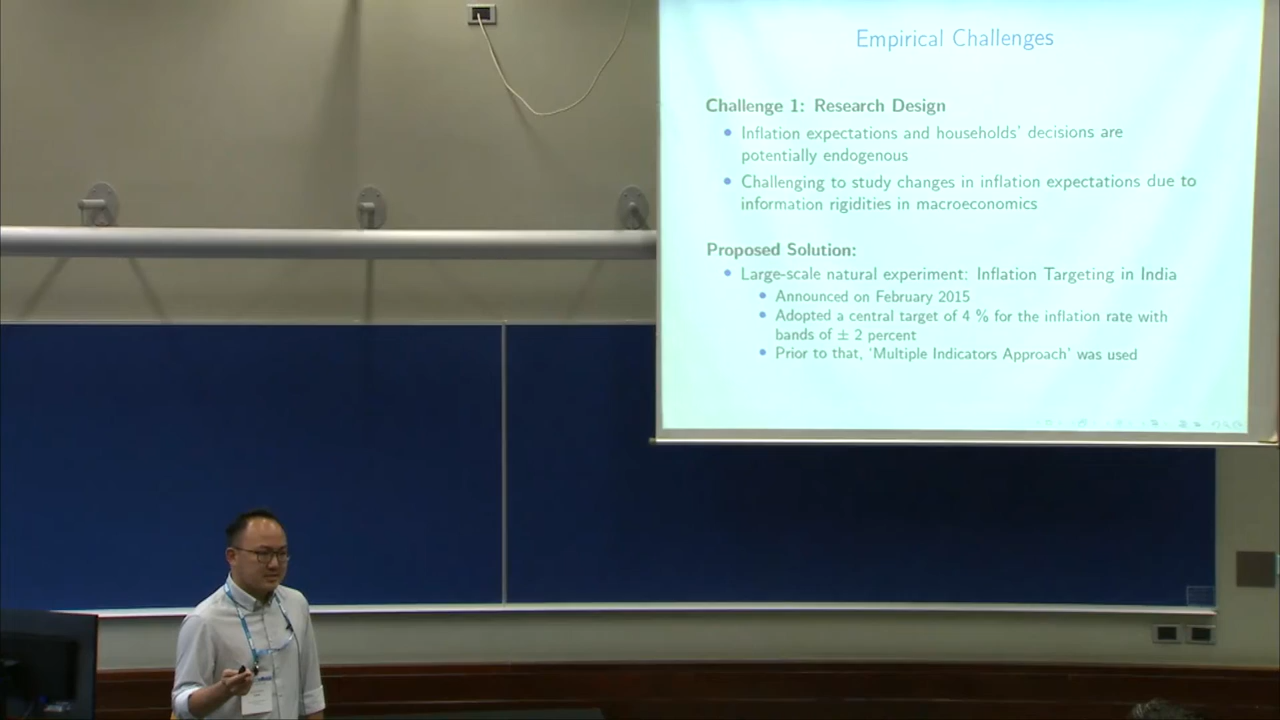 Empirical Challenges
Challenge 1: Research Design
Inflation expectations and households' decisions are
potentially endogenous
Challenging to study changes in inflation expectations due to
information rigidities in macroeconomics
Proposed Solution:
Large-scale natural experiment: Inflation Targeting in India
Announced on February 2015
Adopted a central target of 4 % for the inflation rate with
bands of ± 2 percent
Prior to that, 'Multiple Indicators Approach' was used